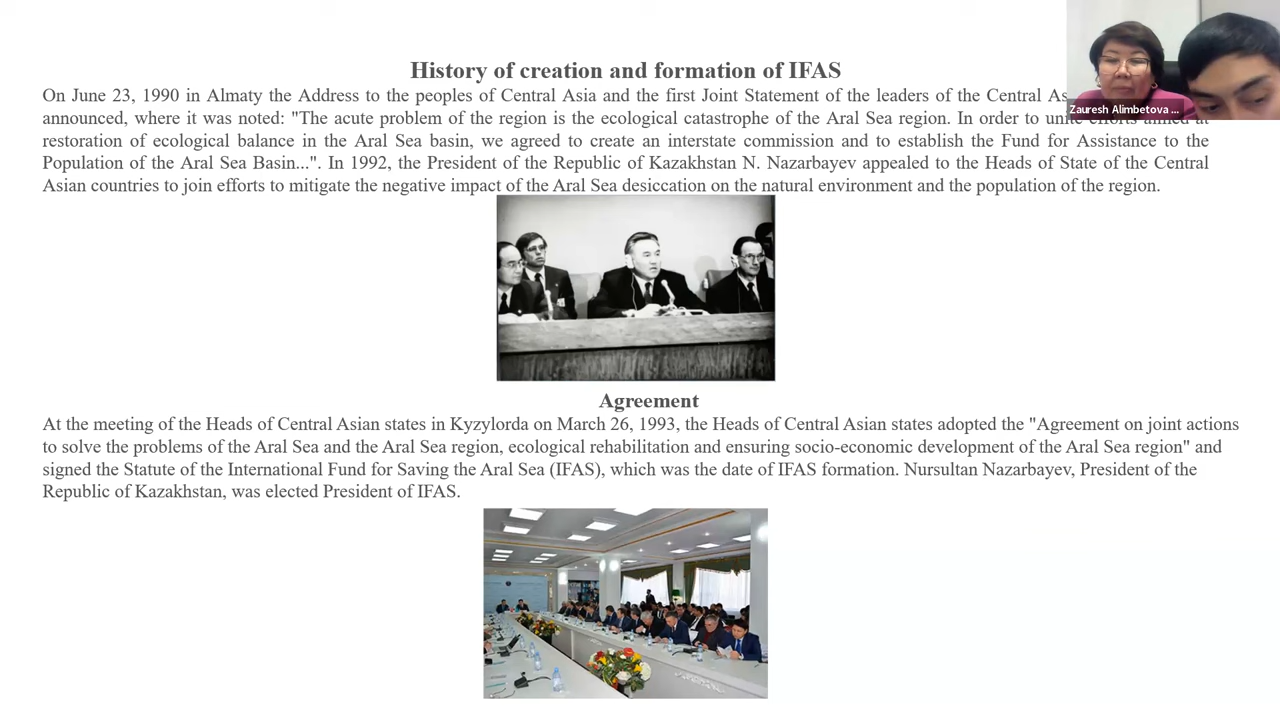 History of creation and formation of IFAS
On June 23, 1990 in Almaty the Address to the peoples of Central Asia and the first Joint Statement of the leaders of the Central As
announced, where it was noted: "The acute problem of the region is the ecological catastrophe of the Aral Sea region. In order to unite efforts aimed at
restoration of ecological balance in the Aral Sea basin, we agreed to create an interstate commission and to establish the Fund for Assistance to the
Population of the Aral Sea Basin...". In 1992, the President of the Republic of Kazakhstan N. Nazarbayev appealed to the Heads of State of the Central
Asian countries to join efforts to mitigate the negative impact of the Aral Sea desiccation on the natural environment and the population of the region.
Zauresh Alimbetova ...
Agreement
At the meeting of the Heads of Central Asian states in Kyzylorda on March 26, 1993, the Heads of Central Asian states adopted the "Agreement on joint actions
to solve the problems of the Aral Sea and the Aral Sea region, ecological rehabilitation and ensuring socio-economic development of the Aral Sea region" and
signed the Statute of the International Fund for Saving the Aral Sea (IFAS), which was the date of IFAS formation. Nursultan Nazarbayev, President of the
Republic of Kazakhstan, was elected President of IFAS.